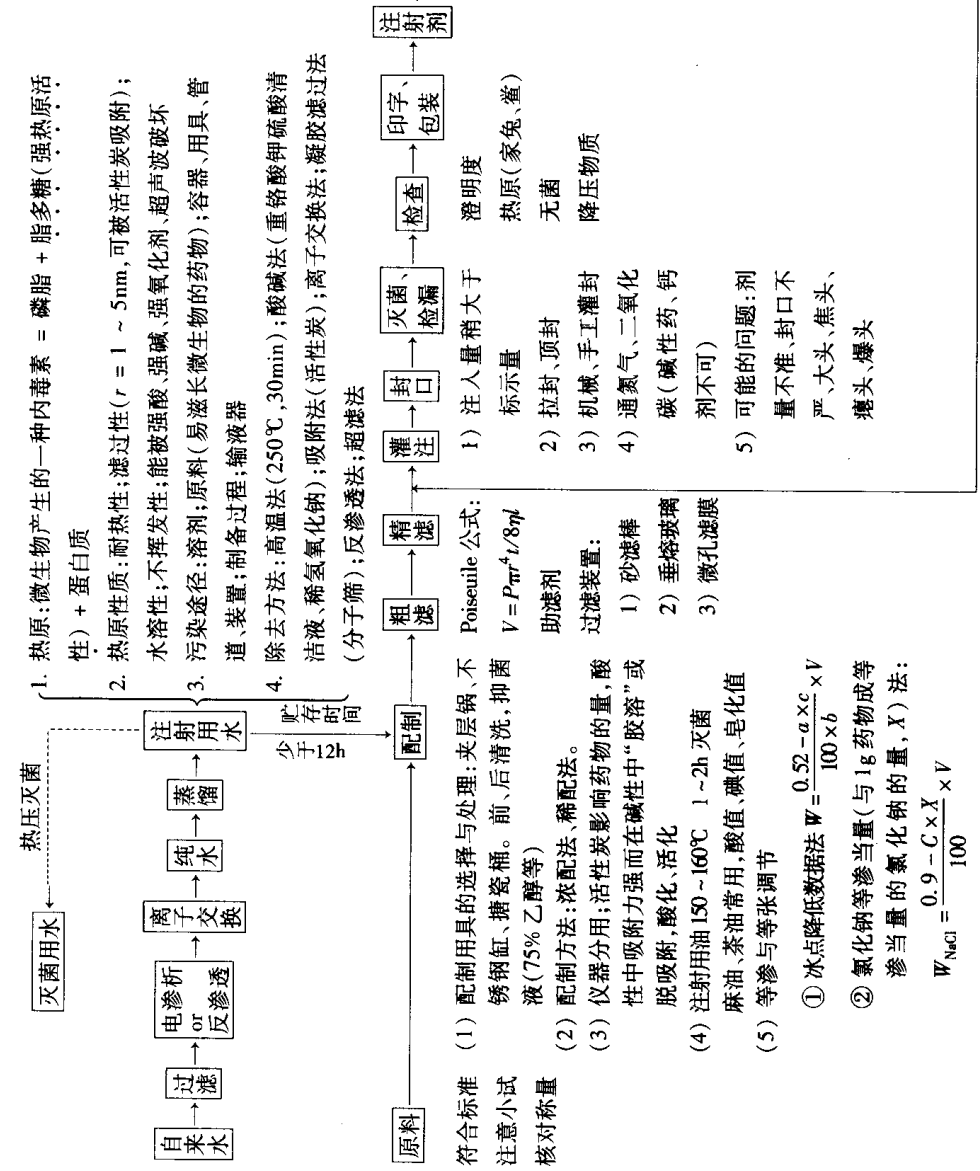 灭菌用水
热压灭菌
自来水
过滤
电渗析
or
反渗透
离子交换
纯水
蒸馏
注射用水
贮存时间
少于12h
1. 热原:微生物产生的一种内毒素 = 磷脂 + 脂多糖(强热原活
性) + 蛋白质
2. 热原性质:耐热性;滤过性(r = 1 ~ 5nm,可被活性炭吸附);
水溶性;不挥发性;能被强酸、强碱、强氧化剂、超声波破坏
3. 污染途径:溶剂;原料(易滋长微生物的药物);容器、用具、管
道、装置;制备过程;输液器
4. 除去方法:高温法(250℃,30min);酸碱法(重铬酸钾硫酸清
洁液、稀氢氧化钠);吸附法(活性炭);离子交换法;凝胶滤过法
(分子筛);反渗透法;超滤法
原料
配制
粗滤
精滤
灌注
封口
灭菌、
检漏
检查
印字、
包装
注射剂
符合标准
注意小试
核对称量
(1) 配制用具的选择与处理:夹层锅、不
锈钢缸、搪瓷桶。前、后清洗,抑菌
液(75% 乙醇等)
(2) 配制方法:浓配法、稀配法。
(3) 仪器分用;活性炭影响药物的量,酸
性中吸附力强而在碱性中“胶溶”或
脱吸附,酸化、活化
(4) 注射用油150 ~ 160℃ 1 ~ 2h 灭菌
麻油、茶油常用,酸值、碘值、皂化值
(5) 等渗与等张调节
① 冰点降低数据法 W = (0.52 - a × c)/(100 × b) × V
② 氯化钠等渗当量(与1g 药物成等
渗当量的氯化钠的量,X) 法:
W_NaCl = (0.9 - C × X)/100 × V
Poiseuile 公式:
V = Pπr⁴t/8ηl
助滤剂
过滤装置:
1) 砂滤棒
2) 垂熔玻璃
3) 微孔滤膜
1) 注入量稍大于
标示量
2) 拉封、顶封
3) 机械、手工灌封
4) 通氮气、二氧化
碳(碱性药、钙
剂不可)
5) 可能的问题:剂
量不准、封口不
严、大头、焦头、
瘪头、爆头
澄明度
热原(家兔、鲎)
无菌
降压物质